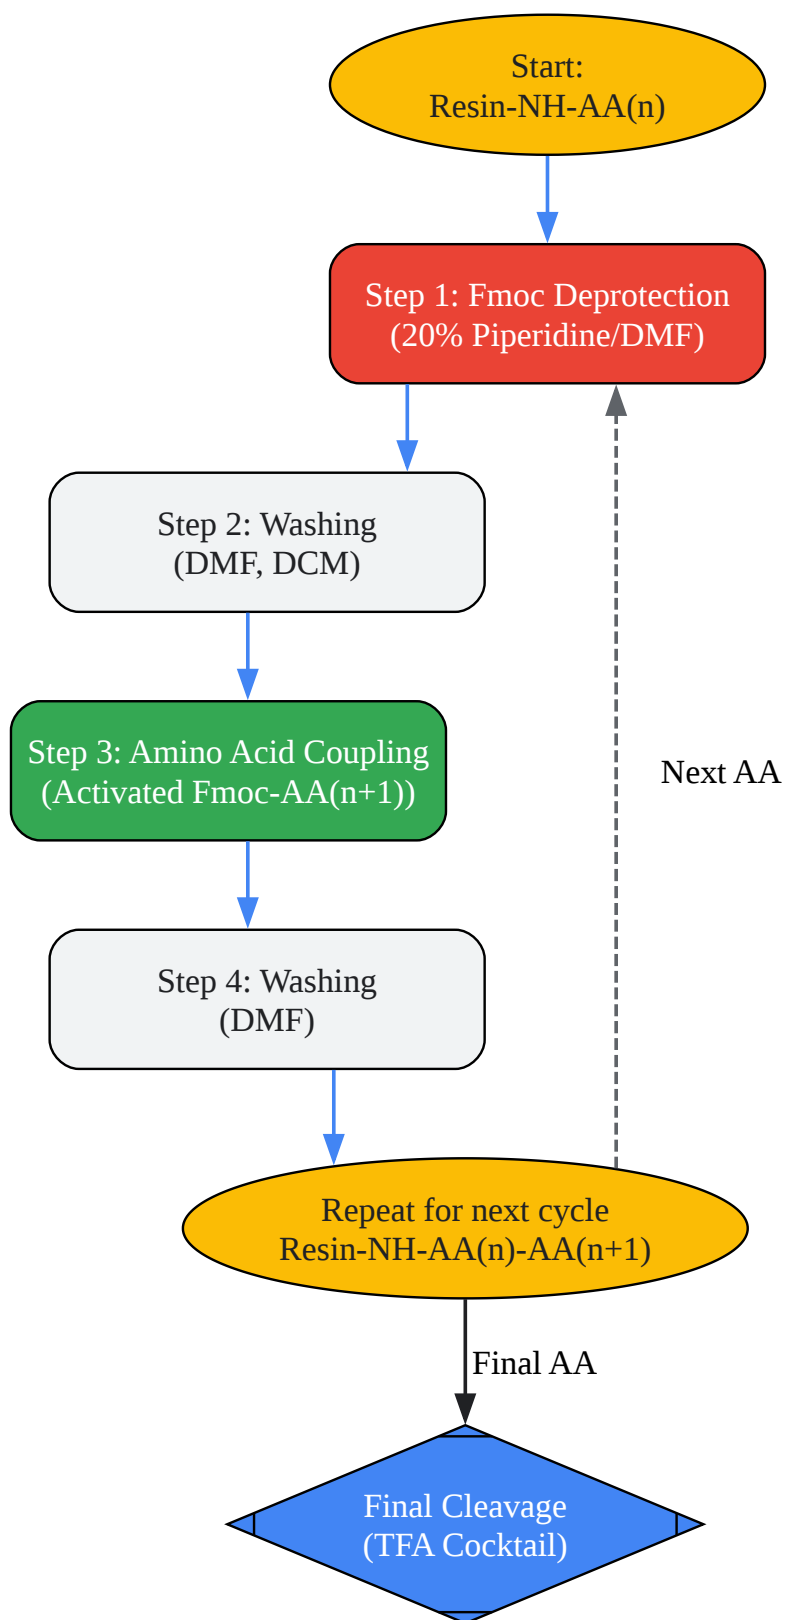 Start:
Resin-NH-AA(n)
Step 1: Fmoc Deprotection
(20% Piperidine/DMF)
Step 2: Washing
(DMF, DCM)
Step 3: Amino Acid Coupling
(Activated Fmoc-AA(n+1))
Next AA
Step 4: Washing
(DMF)
Repeat for next cycle
Resin-NH-AA(n)-AA(n+1)
Final AA
Final Cleavage
(TFA Cocktail)